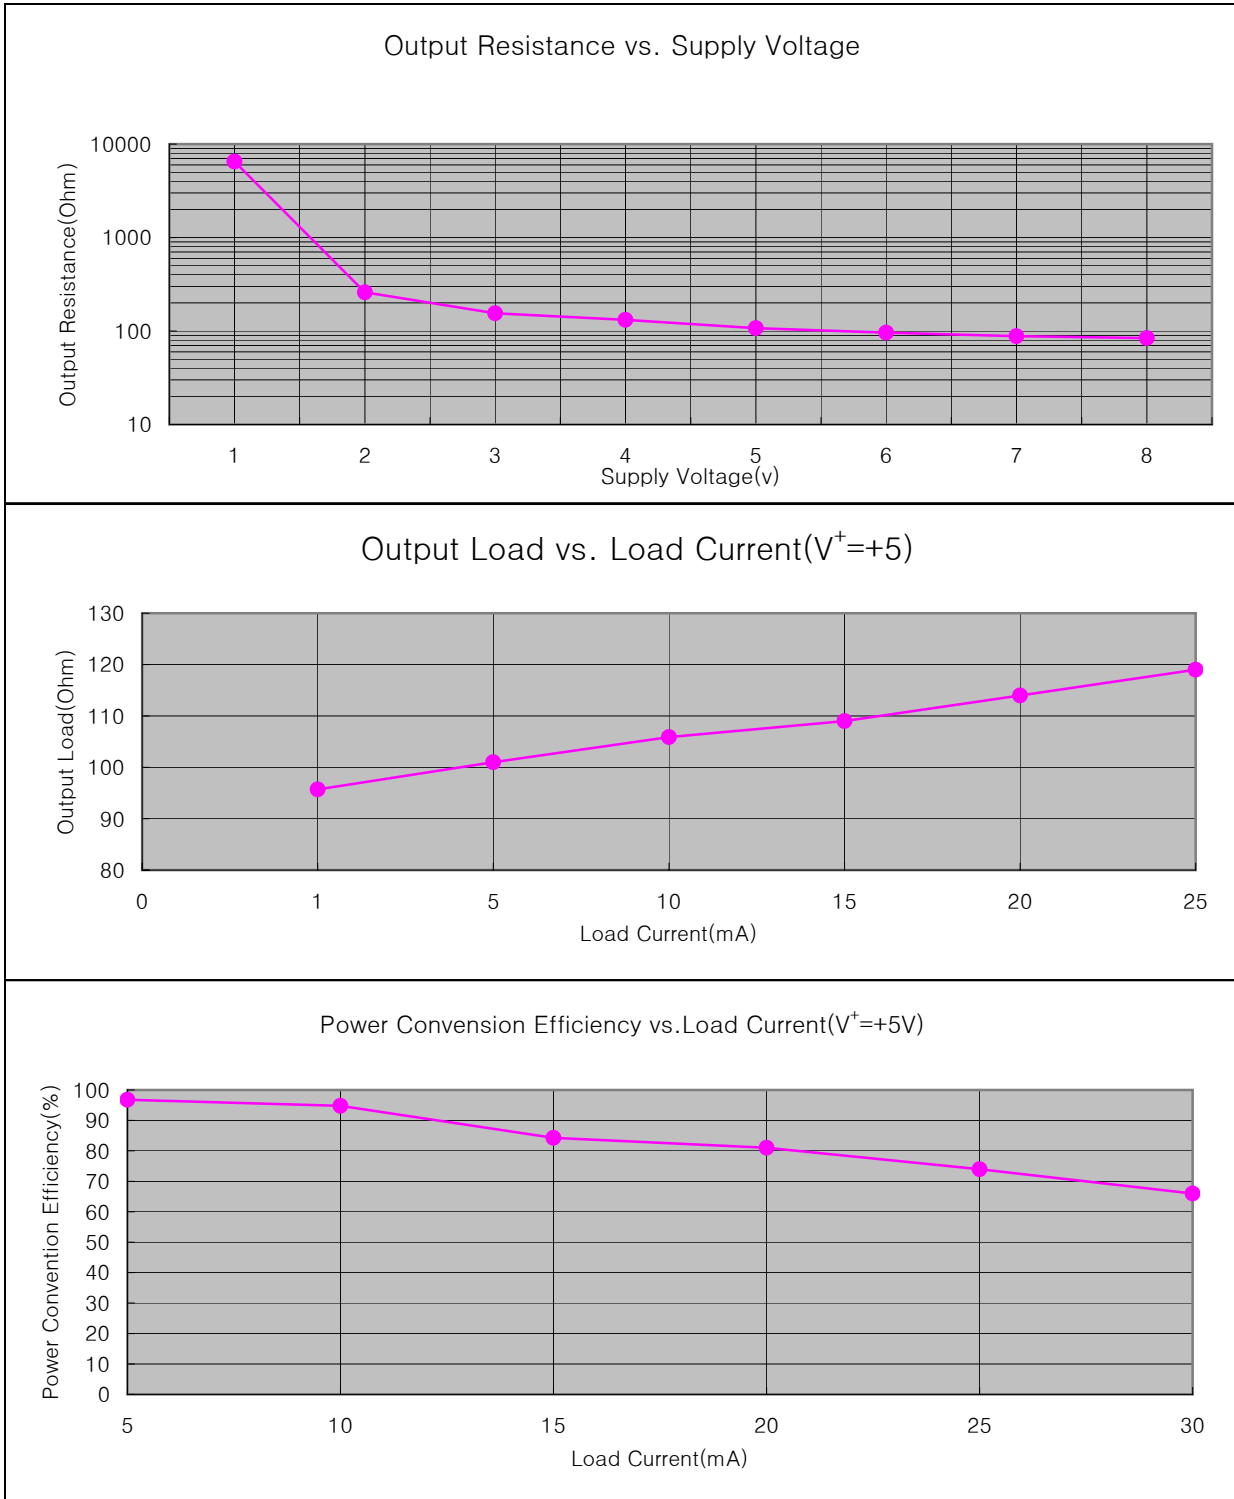 Output Resistance vs. Supply Voltage
Output Resistance(Ohm)
10000
1000
100
10
1 2 3 4 5 6 7 8
Supply Voltage(v)
Output Load vs. Load Current(V⁺=+5)
Output Load(Ohm)
130
120
110
100
90
80
0 1 5 10 15 20 25
Load Current(mA)
Power Convension Efficiency vs.Load Current(V⁺=+5V)
Power Convention Efficiency(%)
100
90
80
70
60
50
40
30
20
10
0
5 10 15 20 25 30
Load Current(mA)